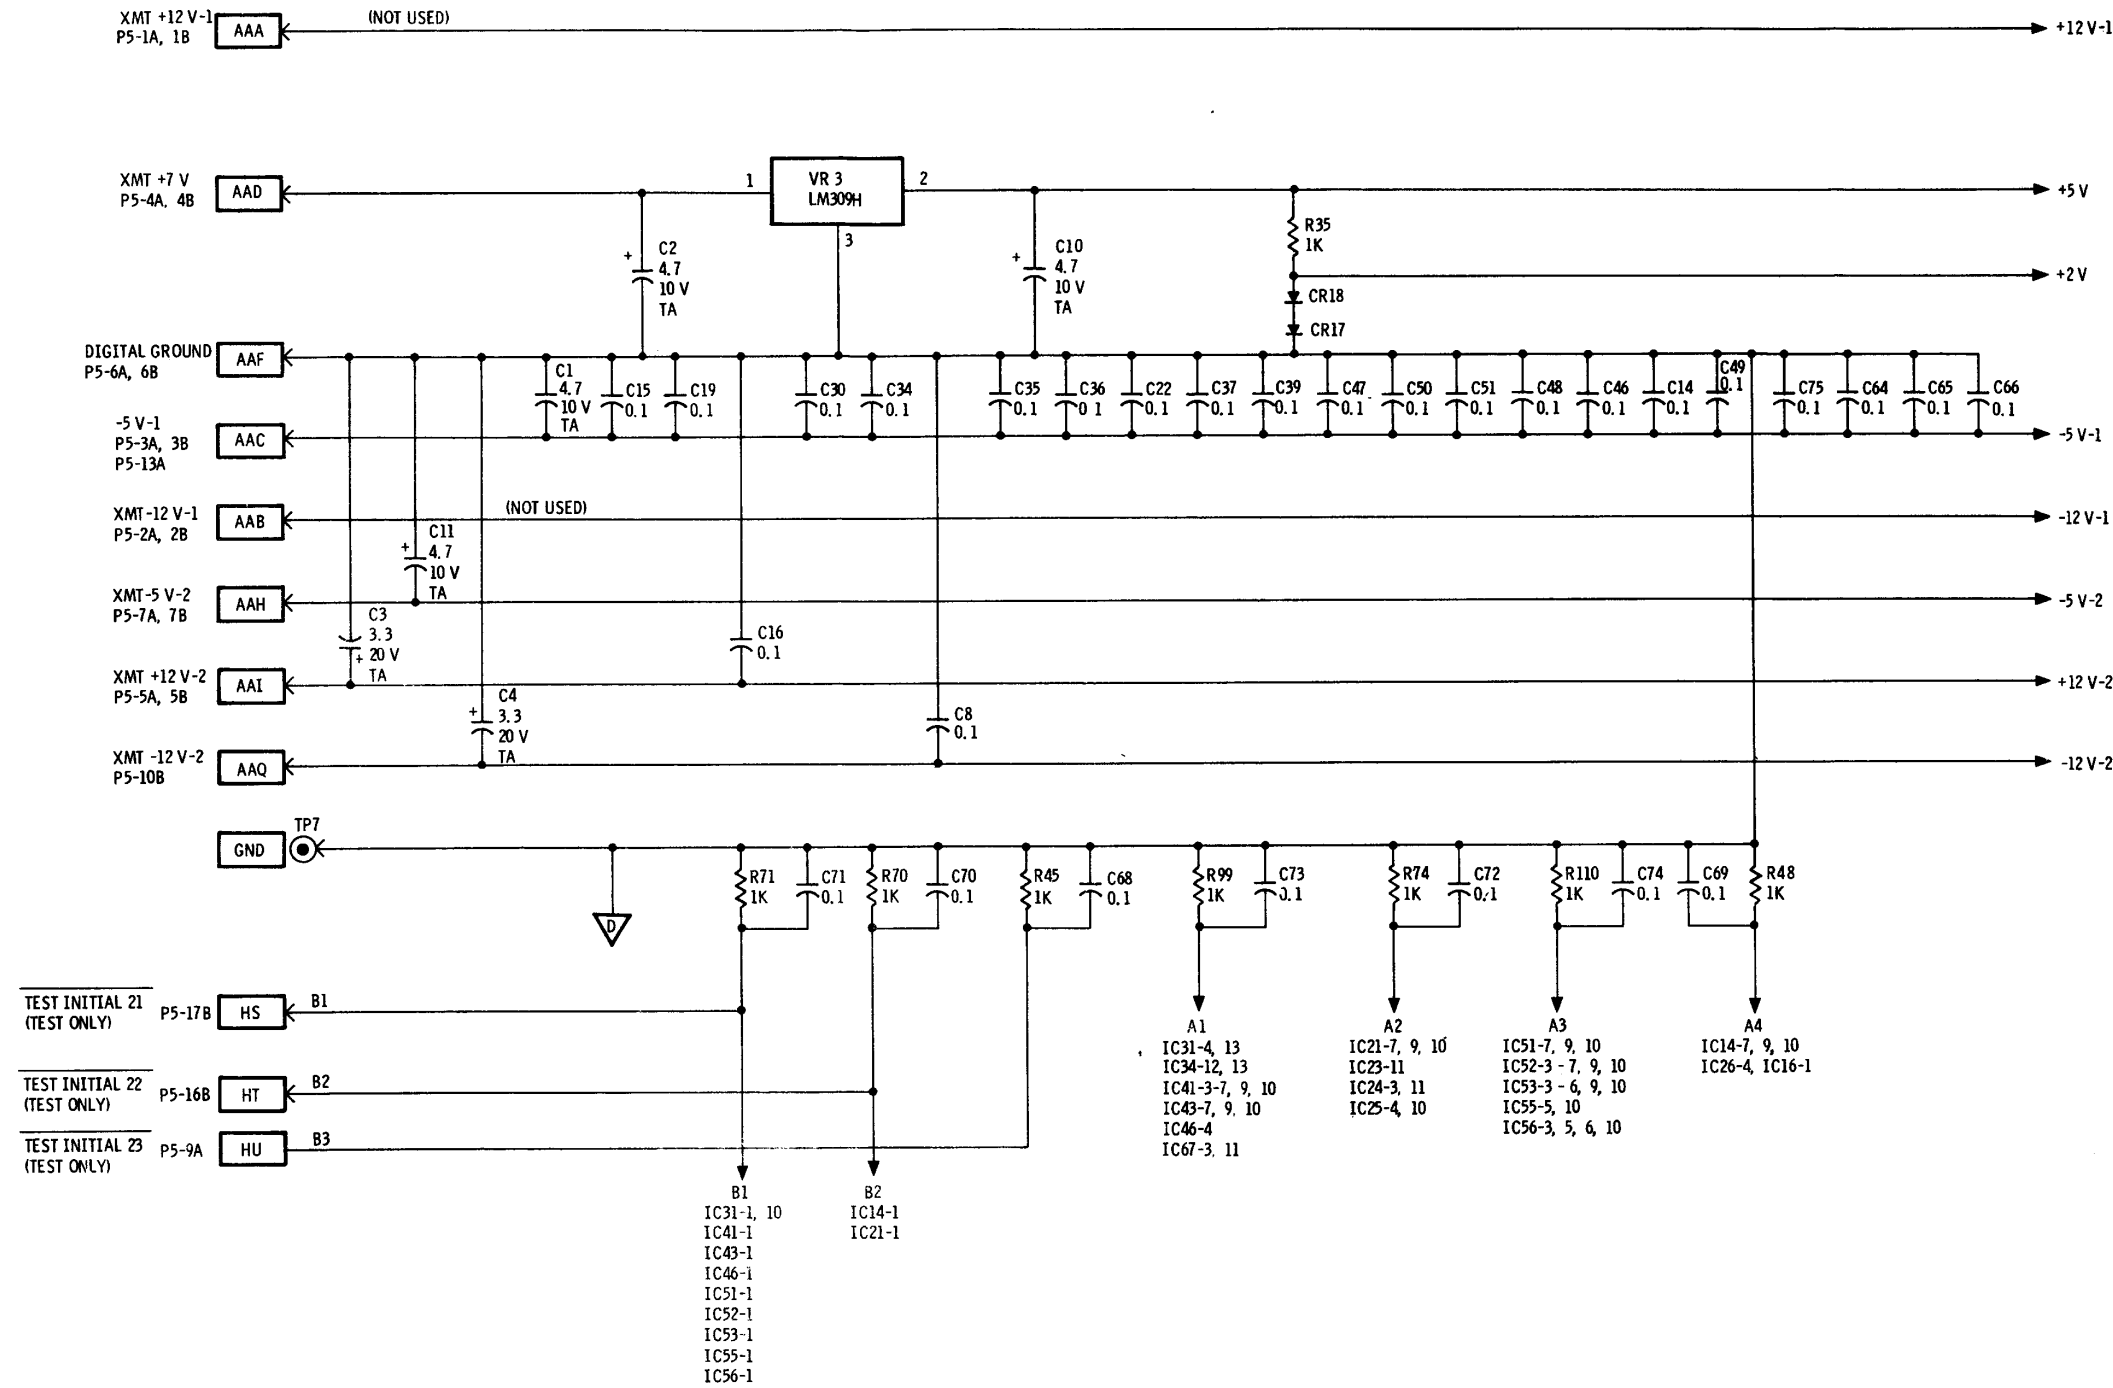 XMT +12 V-1
P5-1A, 1B
AAA
(NOT USED)
+12 V-1
XMT +7 V
P5-4A, 4B
AAD
1
VR 3
LM309H
2
3
+5 V
+
C2
4.7
10 V
TA
+
C10
4.7
10 V
TA
R35
1K
+2 V
CR18
CR17
DIGITAL GROUND
P5-6A, 6B
AAF
C1
4.7
10 V
TA
C15
0.1
C19
0.1
C30
0.1
C34
0.1
C35
0.1
C36
0 1
C22
0.1
C37
0.1
C39
0.1
C47
0.1
C50
0.1
C51
0.1
C48
0.1
C46
0.1
C14
0.1
C49
0.1
C75
0.1
C64
0.1
C65
0.1
C66
0.1
-5 V-1
P5-3A, 3B
P5-13A
AAC
-5 V-1
XMT-12 V-1
P5-2A, 2B
AAB
(NOT USED)
-12 V-1
+
C11
4.7
10 V
TA
XMT-5 V-2
P5-7A, 7B
AAH
-5 V-2
C3
3.3
20 V
+
TA
C16
0.1
XMT +12 V-2
P5-5A, 5B
AAI
+12 V-2
+
C4
3.3
20 V
TA
C8
0.1
XMT -12 V-2
P5-10B
AAQ
-12 V-2
GND
TP7
D
R71
1K
C71
0.1
R70
1K
C70
0.1
R45
1K
C68
0.1
R99
1K
C73
0.1
R74
1K
C72
0.1
R110
1K
C74
0.1
C69
0.1
R48
1K
TEST INITIAL 21
(TEST ONLY)
P5-17B
HS
B1
TEST INITIAL 22
(TEST ONLY)
P5-16B
HT
B2
TEST INITIAL 23
(TEST ONLY)
P5-9A
HU
B3
A1
IC31-4, 13
IC34-12, 13
IC41-3-7, 9, 10
IC43-7, 9, 10
IC46-4
IC67-3, 11
A2
IC21-7, 9, 10
IC23-11
IC24-3, 11
IC25-4, 10
A3
IC51-7, 9, 10
IC52-3 - 7, 9, 10
IC53-3 - 6, 9, 10
IC55-5, 10
IC56-3, 5, 6, 10
A4
IC14-7, 9, 10
IC26-4, IC16-1
B1
IC31-1, 10
IC41-1
IC43-1
IC46-1
IC51-1
IC52-1
IC53-1
IC55-1
IC56-1
B2
IC14-1
IC21-1